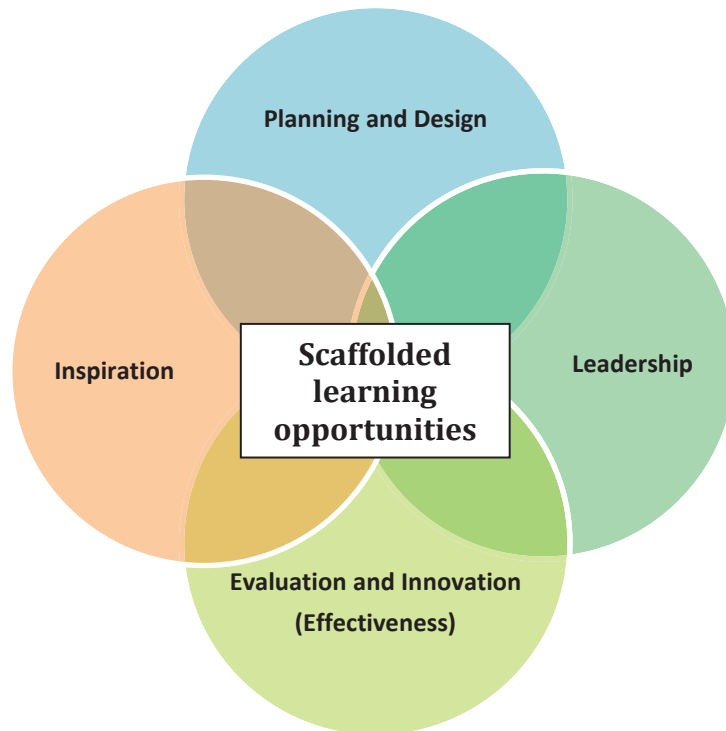 Planning and Design
Inspiration
Scaffolded
learning
opportunities
Leadership
Evaluation and Innovation
(Effectiveness)